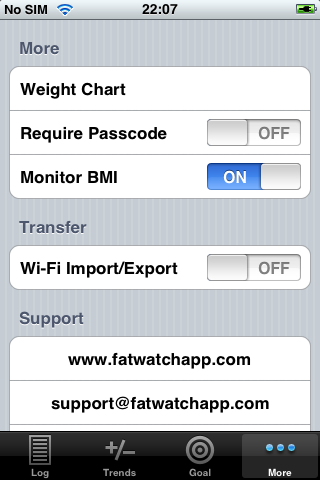 No SIM 22:07
More
Weight Chart
Require Passcode OFF
Monitor BMI ON
Transfer
Wi-Fi Import/Export OFF
Support
www.fatwatchapp.com
support@fatwatchapp.com
Log Trends Goal More